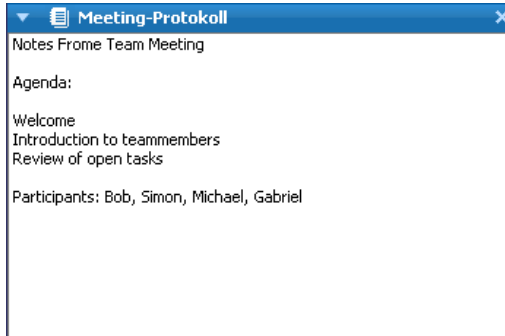 Meeting-Protokoll
Notes Frome Team Meeting
Agenda:
Welcome
Introduction to teammembers
Review of open tasks
Participants: Bob, Simon, Michael, Gabriel